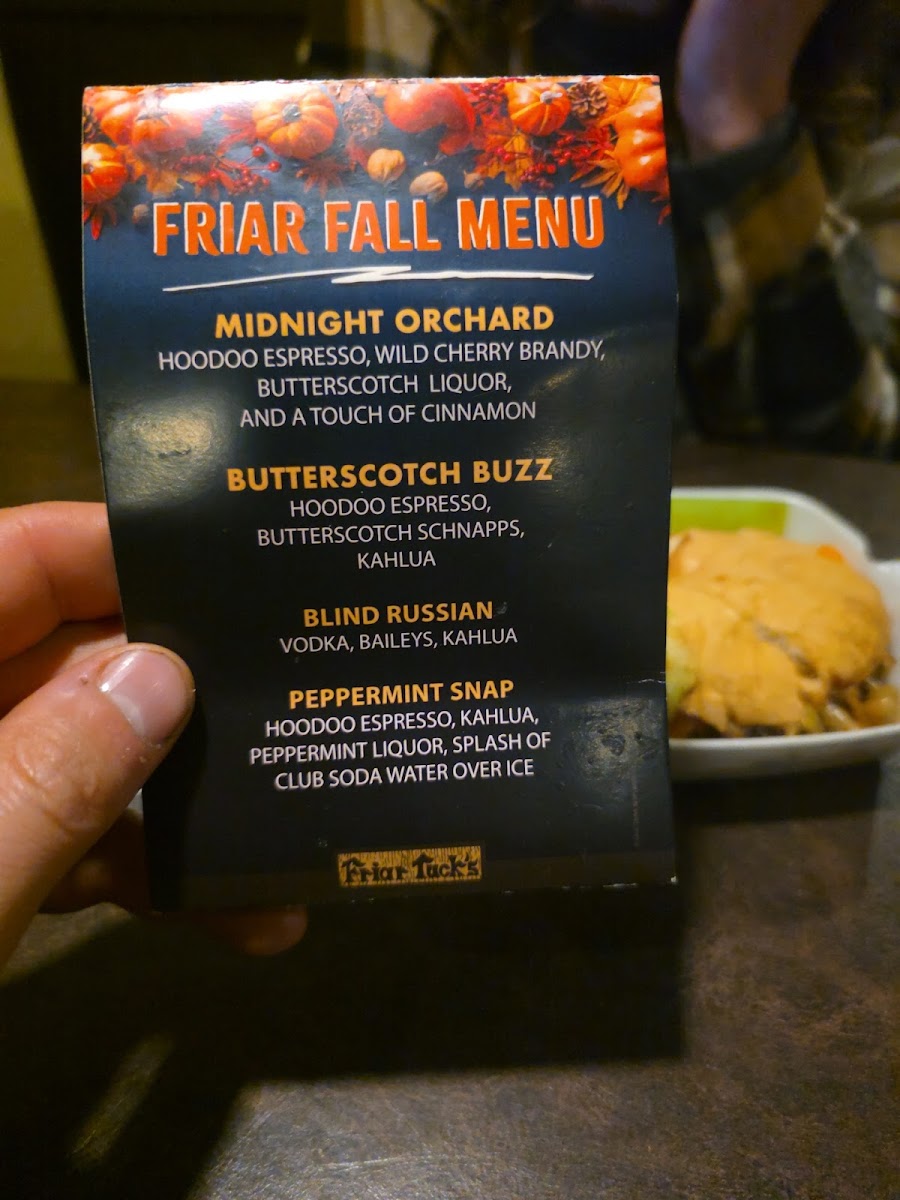 FRIAR FALL MENU
MIDNIGHT ORCHARD
HOODOO ESPRESSO, WILD CHERRY BRANDY,
BUTTERSCOTCH LIQUOR,
AND A TOUCH OF CINNAMON
BUTTERSCOTCH BUZZ
HOODOO ESPRESSO,
BUTTERSCOTCH SCHNAPPS,
KAHLUA
BLIND RUSSIAN
VODKA, BAILEYS, KAHLUA
PEPPERMINT SNAP
HOODOO ESPRESSO, KAHLUA,
PEPPERMINT LIQUOR, SPLASH OF
CLUB SODA WATER OVER ICE
Friar Tuck's